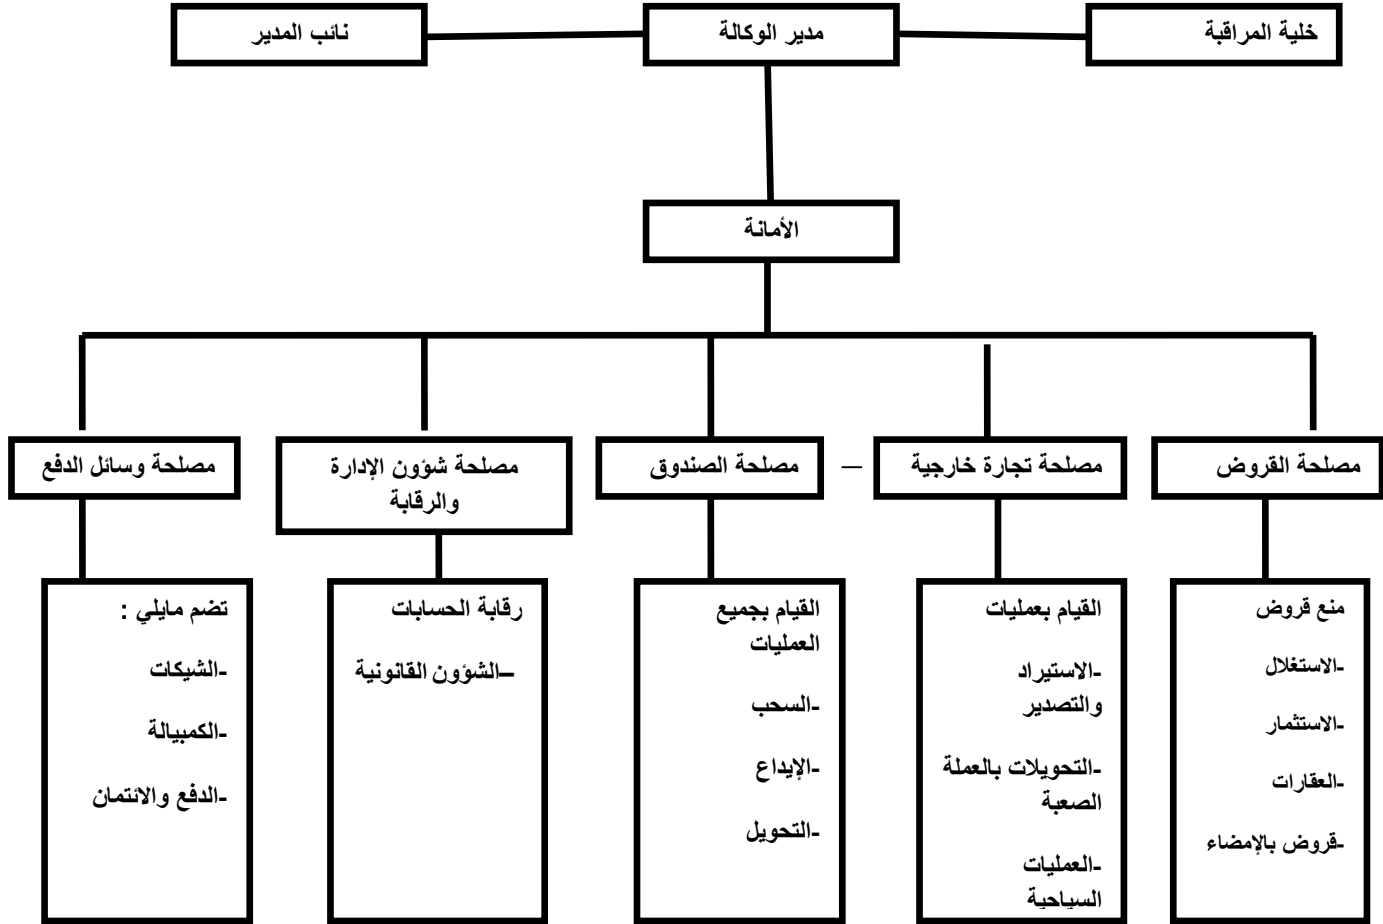 خلية المراقبة
مدير الوكالة
نائب المدير
الأمانة
مصلحة القروض
مصلحة تجارة خارجية
—
مصلحة الصندوق
مصلحة شؤون الإدارة
والرقابة
مصلحة وسائل الدفع
منع قروض
-الاستغلال
-الاستثمار
-العقارات
-قروض بالإمضاء
القيام بعمليات
-الاستيراد
والتصدير
-التحويلات بالعملة
الصعبة
-العمليات
السياحية
القيام بجميع
العمليات
-السحب
-الإيداع
-التحويل
رقابة الحسابات
–الشؤون القانونية
تضم مايلي :
-الشيكات
-الكمبيالة
-الدفع والائتمان